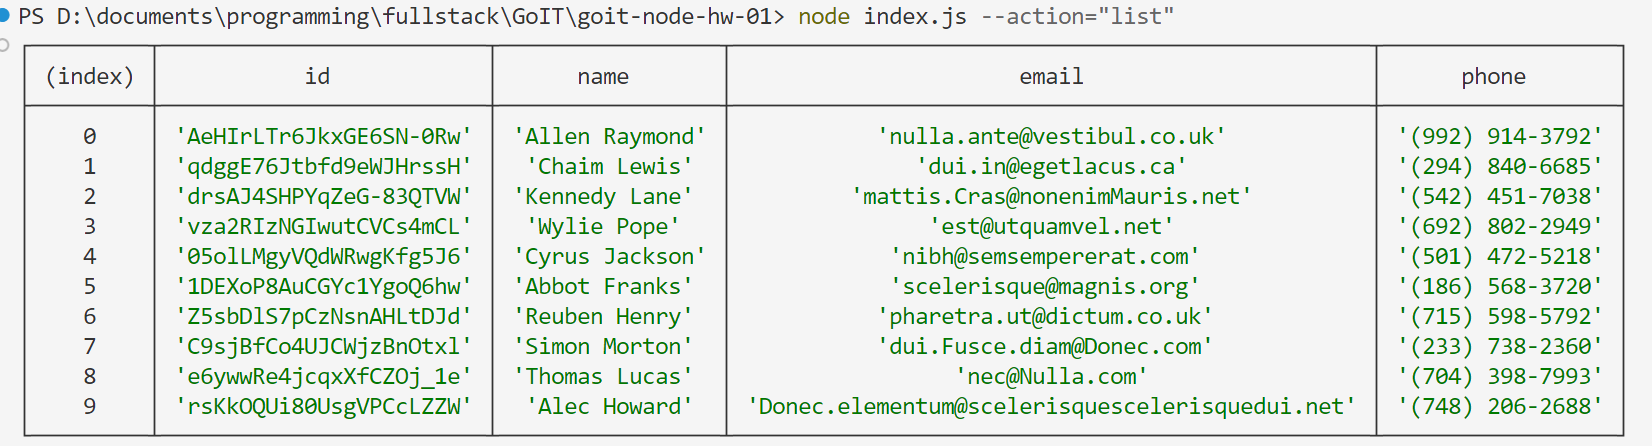 PS D:\documents\programming\fullstack\GoIT\goit-node-hw-01> node index.js --action="list"
(index) id name email phone
0 'AeHIrLTr6JkxGE6SN-0Rw' 'Allen Raymond' 'nulla.ante@vestibul.co.uk' '(992) 914-3792'
1 'qdggE76Jtbfd9eWJHrssH' 'Chaim Lewis' 'dui.in@egetlacus.ca' '(294) 840-6685'
2 'drsAJ4SHPYqZeG-83QTVW' 'Kennedy Lane' 'mattis.Cras@nonenimMauris.net' '(542) 451-7038'
3 'vza2RIzNGIwutCVCs4mCL' 'Wylie Pope' 'est@utquamvel.net' '(692) 802-2949'
4 '05olLMgyVQdWRwgKfg5J6' 'Cyrus Jackson' 'nibh@semsempererat.com' '(501) 472-5218'
5 '1DEXoP8AuCGYc1YgoQ6hw' 'Abbot Franks' 'scelerisque@magnis.org' '(186) 568-3720'
6 'Z5sbDlS7pCzNsnAHLtDJd' 'Reuben Henry' 'pharetra.ut@dictum.co.uk' '(715) 598-5792'
7 'C9sjBfCo4UJCWjzBnOtxl' 'Simon Morton' 'dui.Fusce.diam@Donec.com' '(233) 738-2360'
8 'e6ywwRe4jcqxXfCZOj_1e' 'Thomas Lucas' 'nec@Nulla.com' '(704) 398-7993'
9 'rsKkOQUi80UsgVPCcLZZW' 'Alec Howard' 'Donec.elementum@scelerisquescelerisquedui.net' '(748) 206-2688'